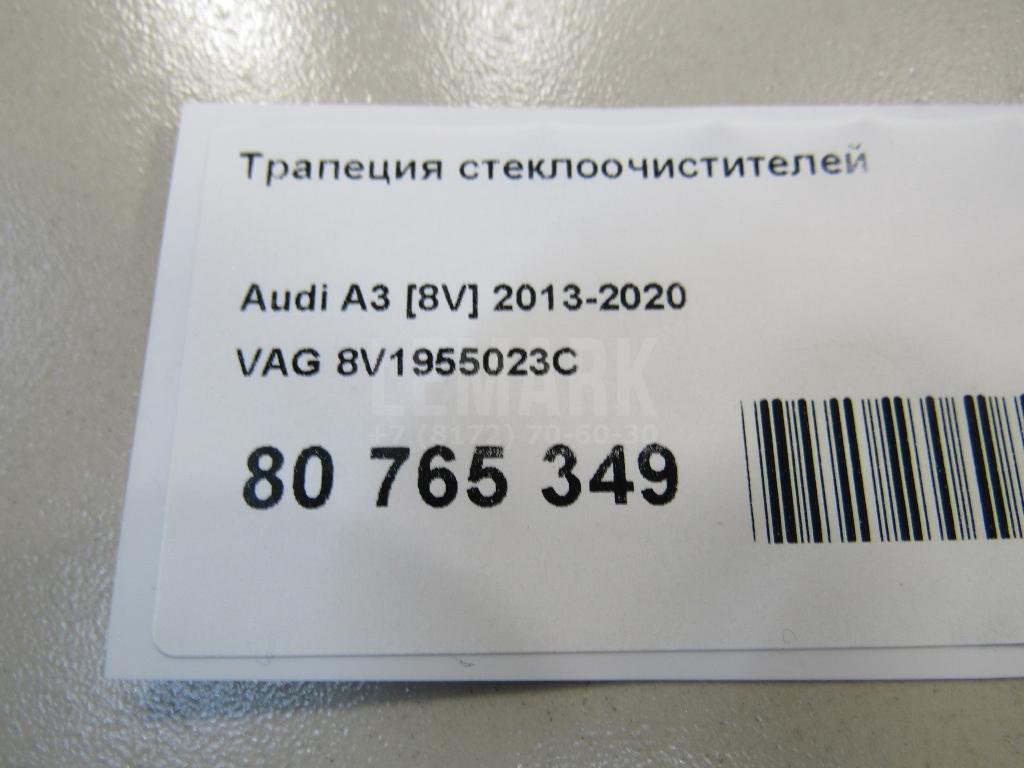 Трапеция стеклоочистителей
Audi A3 [8V] 2013-2020
VAG 8V1955023C
LEMARK
+7 (8172) 70-60-30
80 765 349